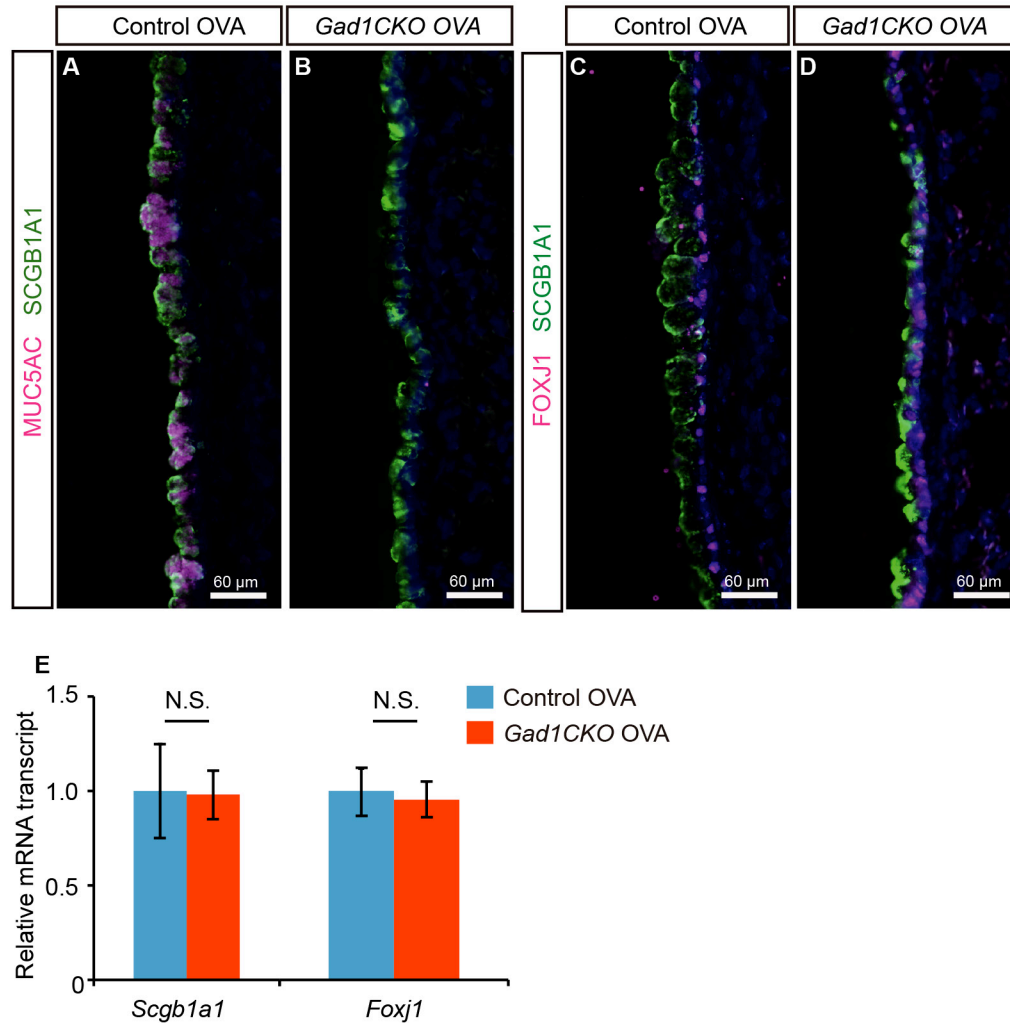 Control OVA
Gad1CKO OVA
Control OVA
Gad1CKO OVA
MUC5AC SCGB1A1
A
B
FOXJ1 SCGB1A1
C
D
60 µm
60 µm
60 µm
60 µm
E
Relative mRNA transcript
1.5
1.0
0.5
0
N.S.
N.S.
Control OVA
Gad1CKO OVA
Scgb1a1
Foxj1